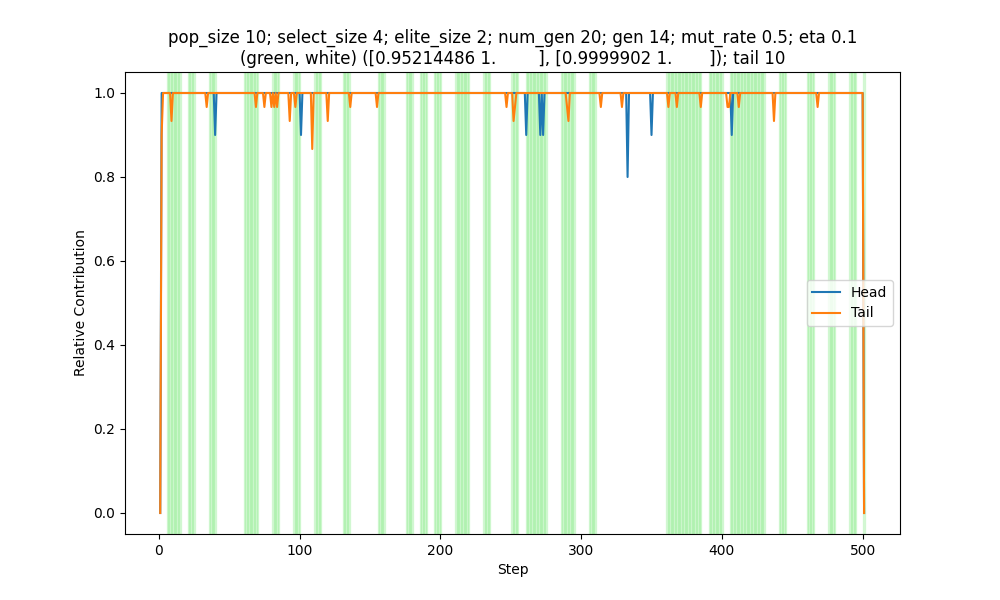 pop_size 10; select_size 4; elite_size 2; num_gen 20; gen 14; mut_rate 0.5; eta 0.1
(green, white) ([0.95214486 1.        ], [0.9999902 1.        ]); tail 10
1.0
0.8
0.6
0.4
0.2
0.0
Relative Contribution
Head
Tail
0
100
200
300
400
500
Step